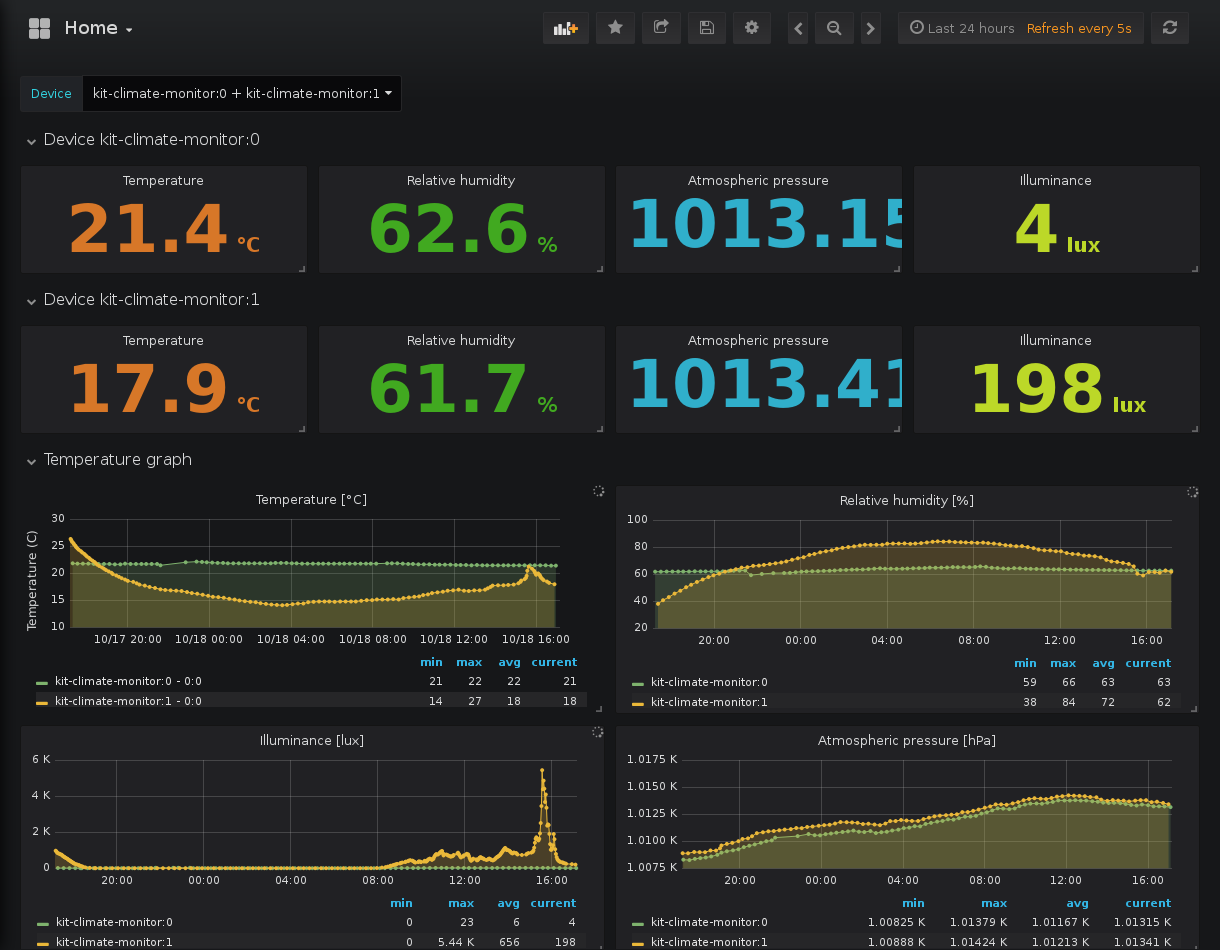 Home
Last 24 hours Refresh every 5s
Device kit-climate-monitor:0 + kit-climate-monitor:1
Device kit-climate-monitor:0
Temperature Relative humidity Atmospheric pressure Illuminance
21.4 °C 62.6 % 1013.15 4 lux
Device kit-climate-monitor:1
Temperature Relative humidity Atmospheric pressure Illuminance
17.9 °C 61.7 % 1013.41 198 lux
Temperature graph
Temperature [°C]
Temperature (C)
30
25
20
15
10
10/17 20:00 10/18 00:00 10/18 04:00 10/18 08:00 10/18 12:00 10/18 16:00
min max avg current
kit-climate-monitor:0 - 0:0 21 22 22 21
kit-climate-monitor:1 - 0:0 14 27 18 18
Relative humidity [%]
100
80
60
40
20
20:00 00:00 04:00 08:00 12:00 16:00
min max avg current
kit-climate-monitor:0 59 66 63 63
kit-climate-monitor:1 38 84 72 62
Illuminance [lux]
6 K
4 K
2 K
0
20:00 00:00 04:00 08:00 12:00 16:00
min max avg current
kit-climate-monitor:0 0 23 6 4
kit-climate-monitor:1 0 5.44 K 656 198
Atmospheric pressure [hPa]
1.0175 K
1.0150 K
1.0125 K
1.0100 K
1.0075 K
20:00 00:00 04:00 08:00 12:00 16:00
min max avg current
kit-climate-monitor:0 1.00825 K 1.01379 K 1.01167 K 1.01315 K
kit-climate-monitor:1 1.00888 K 1.01424 K 1.01213 K 1.01341 K